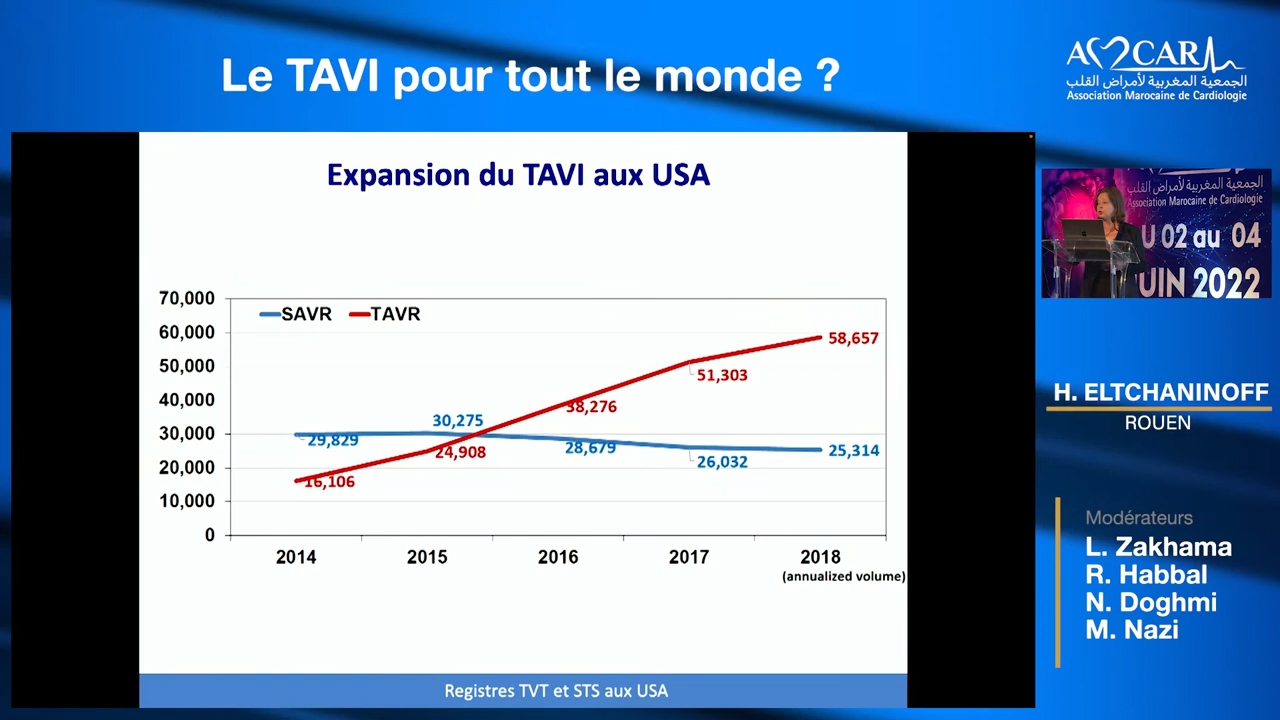 Le TAVI pour tout le monde ?
AMCAR
الجمعية المغربية لأمراض القلب
Association Marocaine de Cardiologie
Expansion du TAVI aux USA
70,000
60,000
50,000
40,000
30,000
20,000
10,000
0
SAVR TAVR
58,657
51,303
38,276
30,275
29,829
24,908
28,679
26,032
25,314
16,106
2014 2015 2016 2017 2018
(annualized volume)
Registres TVT et STS aux USA
الجمعية المغربية لأمراض القلب
Association Marocaine de Cardiologie
U 02 au 04
UIN 2022
H. ELTCHANINOFF
ROUEN
Modérateurs
L. Zakhama
R. Habbal
N. Doghmi
M. Nazi